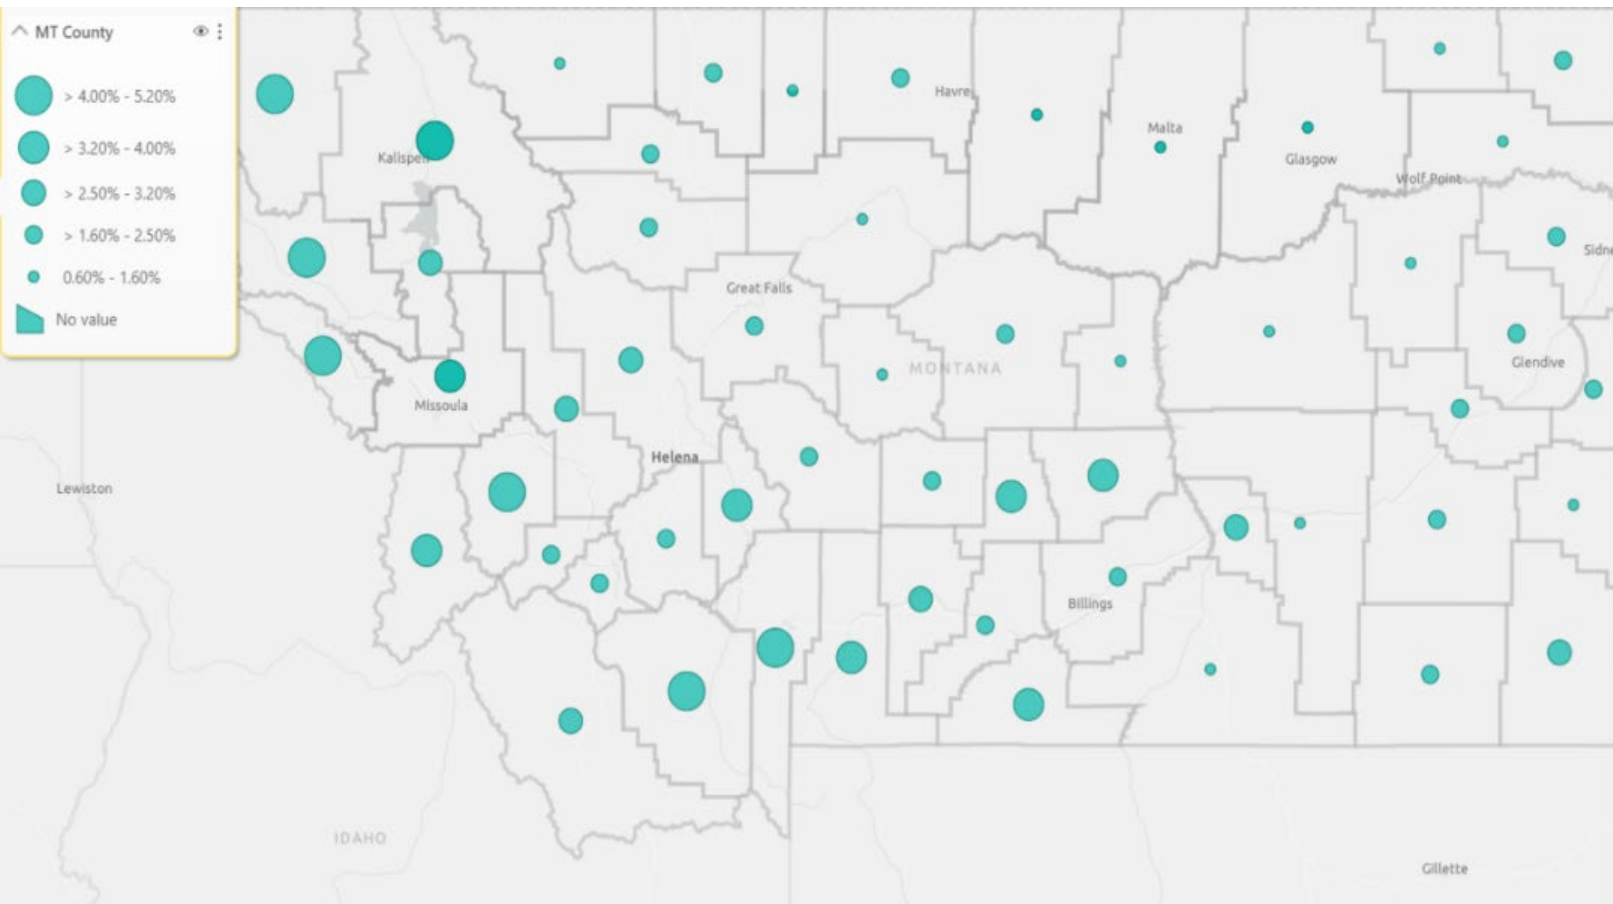 MT County
> 4.00% - 5.20%
> 3.20% - 4.00%
> 2.50% - 3.20%
> 1.60% - 2.50%
0.60% - 1.60%
No value
Havre
Malta
Kalispell
Glasgow
Wolf Point
Great Falls
Glendive
MONTANA
Missoula
Helena
Lewiston
Billings
IDAHO
Gillette